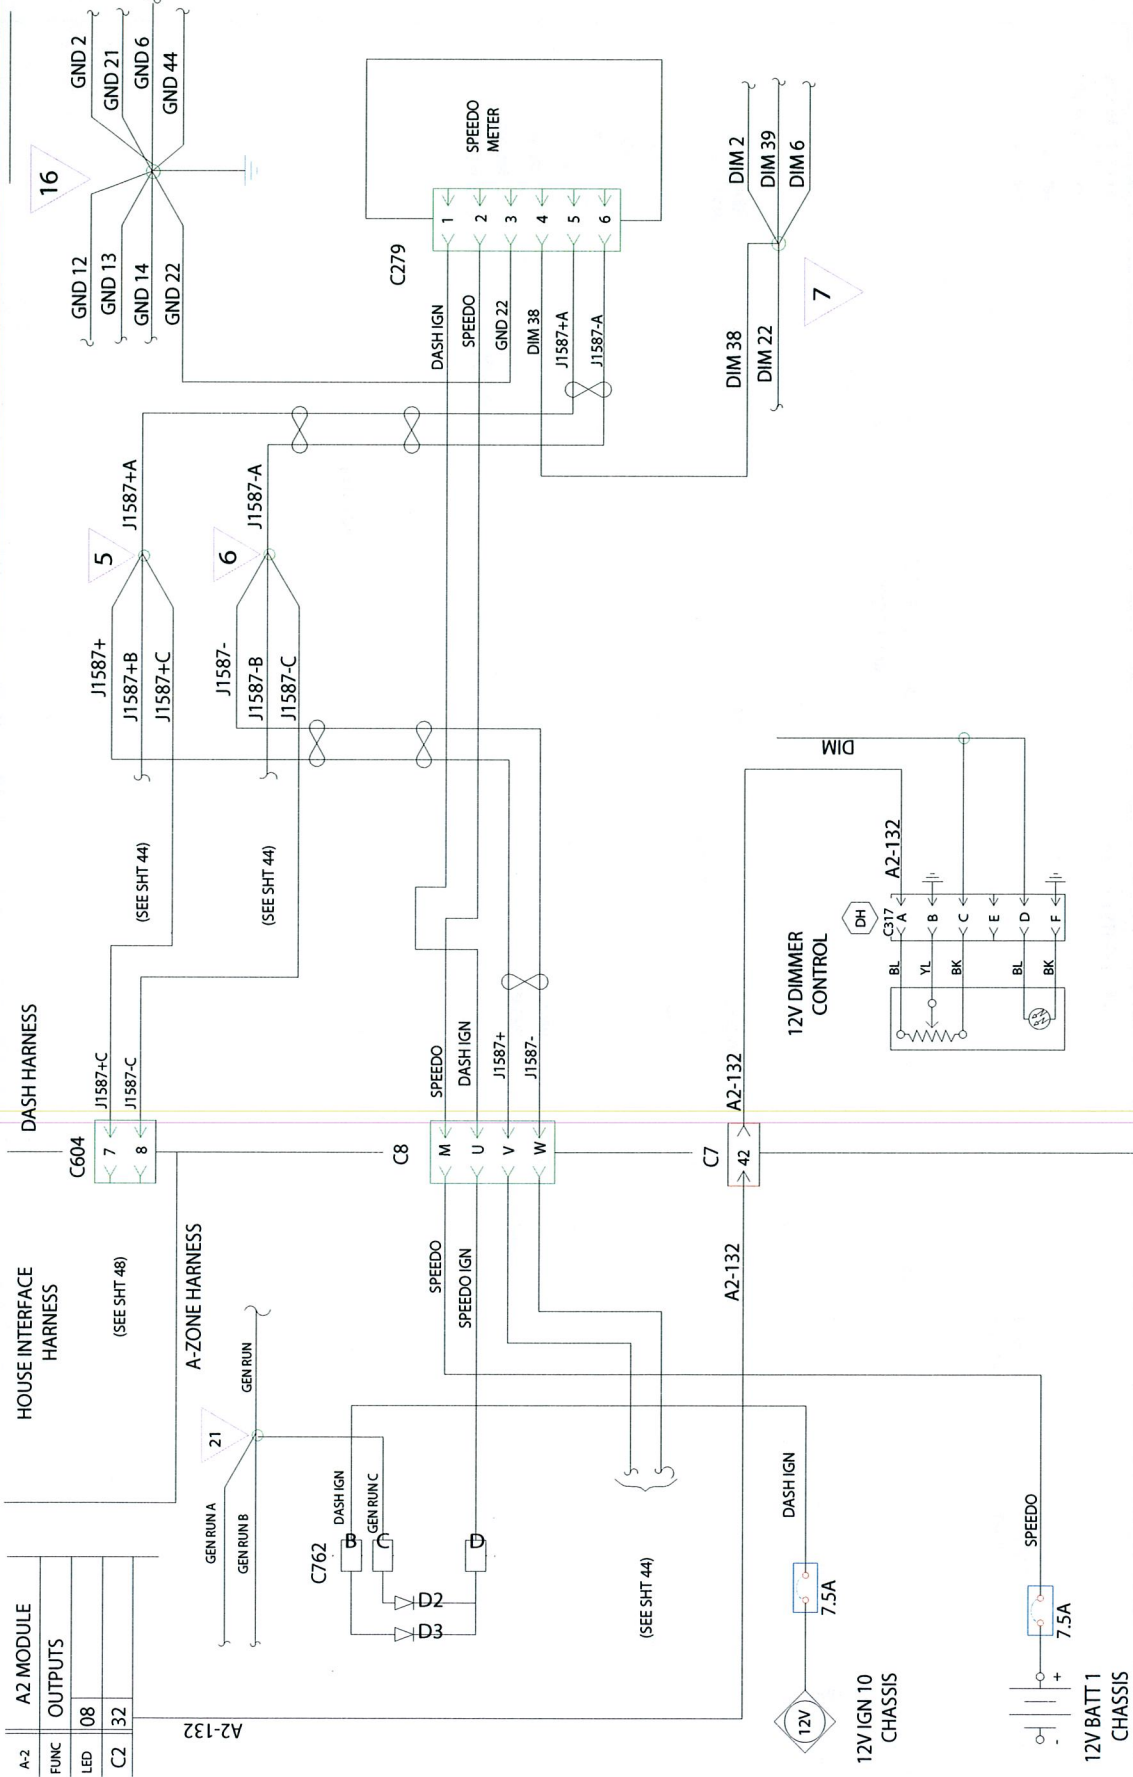 A-2
A2 MODULE
FUNC
OUTPUTS
LED
08
C2
32
HOUSE INTERFACE
HARNESS
(SEE SHT 48)
DASH HARNESS
C604
7
8
J1587+C
J1587-C
(SEE SHT 44)
(SEE SHT 44)
J1587+
J1587+B
J1587+C
5
J1587+A
J1587-
J1587-B
J1587-C
6
J1587-A
16
GND 12
GND 13
GND 14
GND 22
GND 2
GND 21
GND 6
GND 44
A-ZONE HARNESS
21
GEN RUN A
GEN RUN B
GEN RUN
A2-132
C762
B
C
D
DASH IGN
GEN RUN C
D2
D3
C8
M
U
V
W
SPEEDO
SPEEDO IGN
SPEEDO
DASH IGN
J1587+
J1587-
C279
1
2
3
4
5
6
DASH IGN
SPEEDO
GND 22
DIM 38
J1587+A
J1587-A
SPEEDO
METER
(SEE SHT 44)
C7
42
A2-132
A2-132
DIM 38
DIM 22
7
DIM 2
DIM 39
DIM 6
12V DIMMER
CONTROL
DH
C317
A
B
C
E
D
F
BL
YL
BK
BL
BK
A2-132
DIM
12V
12V IGN 10
CHASSIS
7.5A
DASH IGN
- +
12V BATT 1
CHASSIS
7.5A
SPEEDO